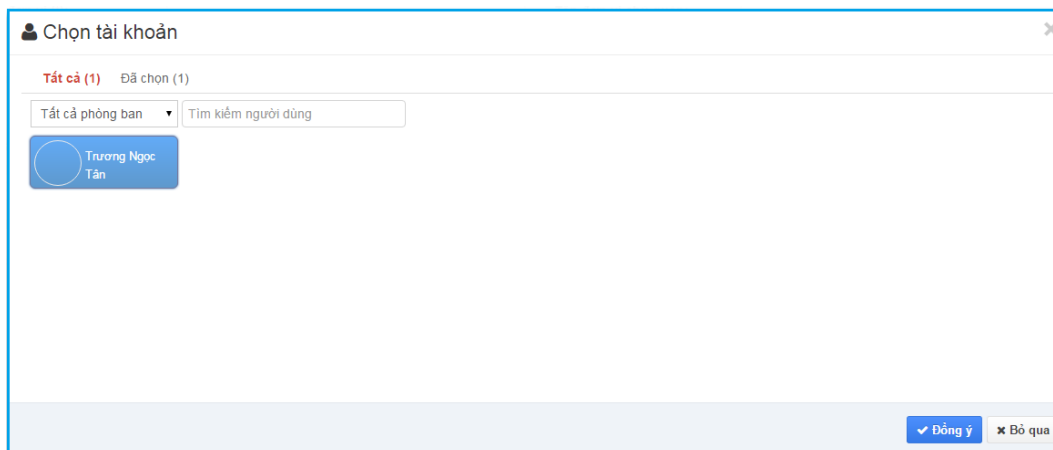 Chọn tài khoản
Tất cả (1) Đã chọn (1)
Tất cả phòng ban Tìm kiếm người dùng
Trương Ngọc
Tân
Đồng ý Bỏ qua